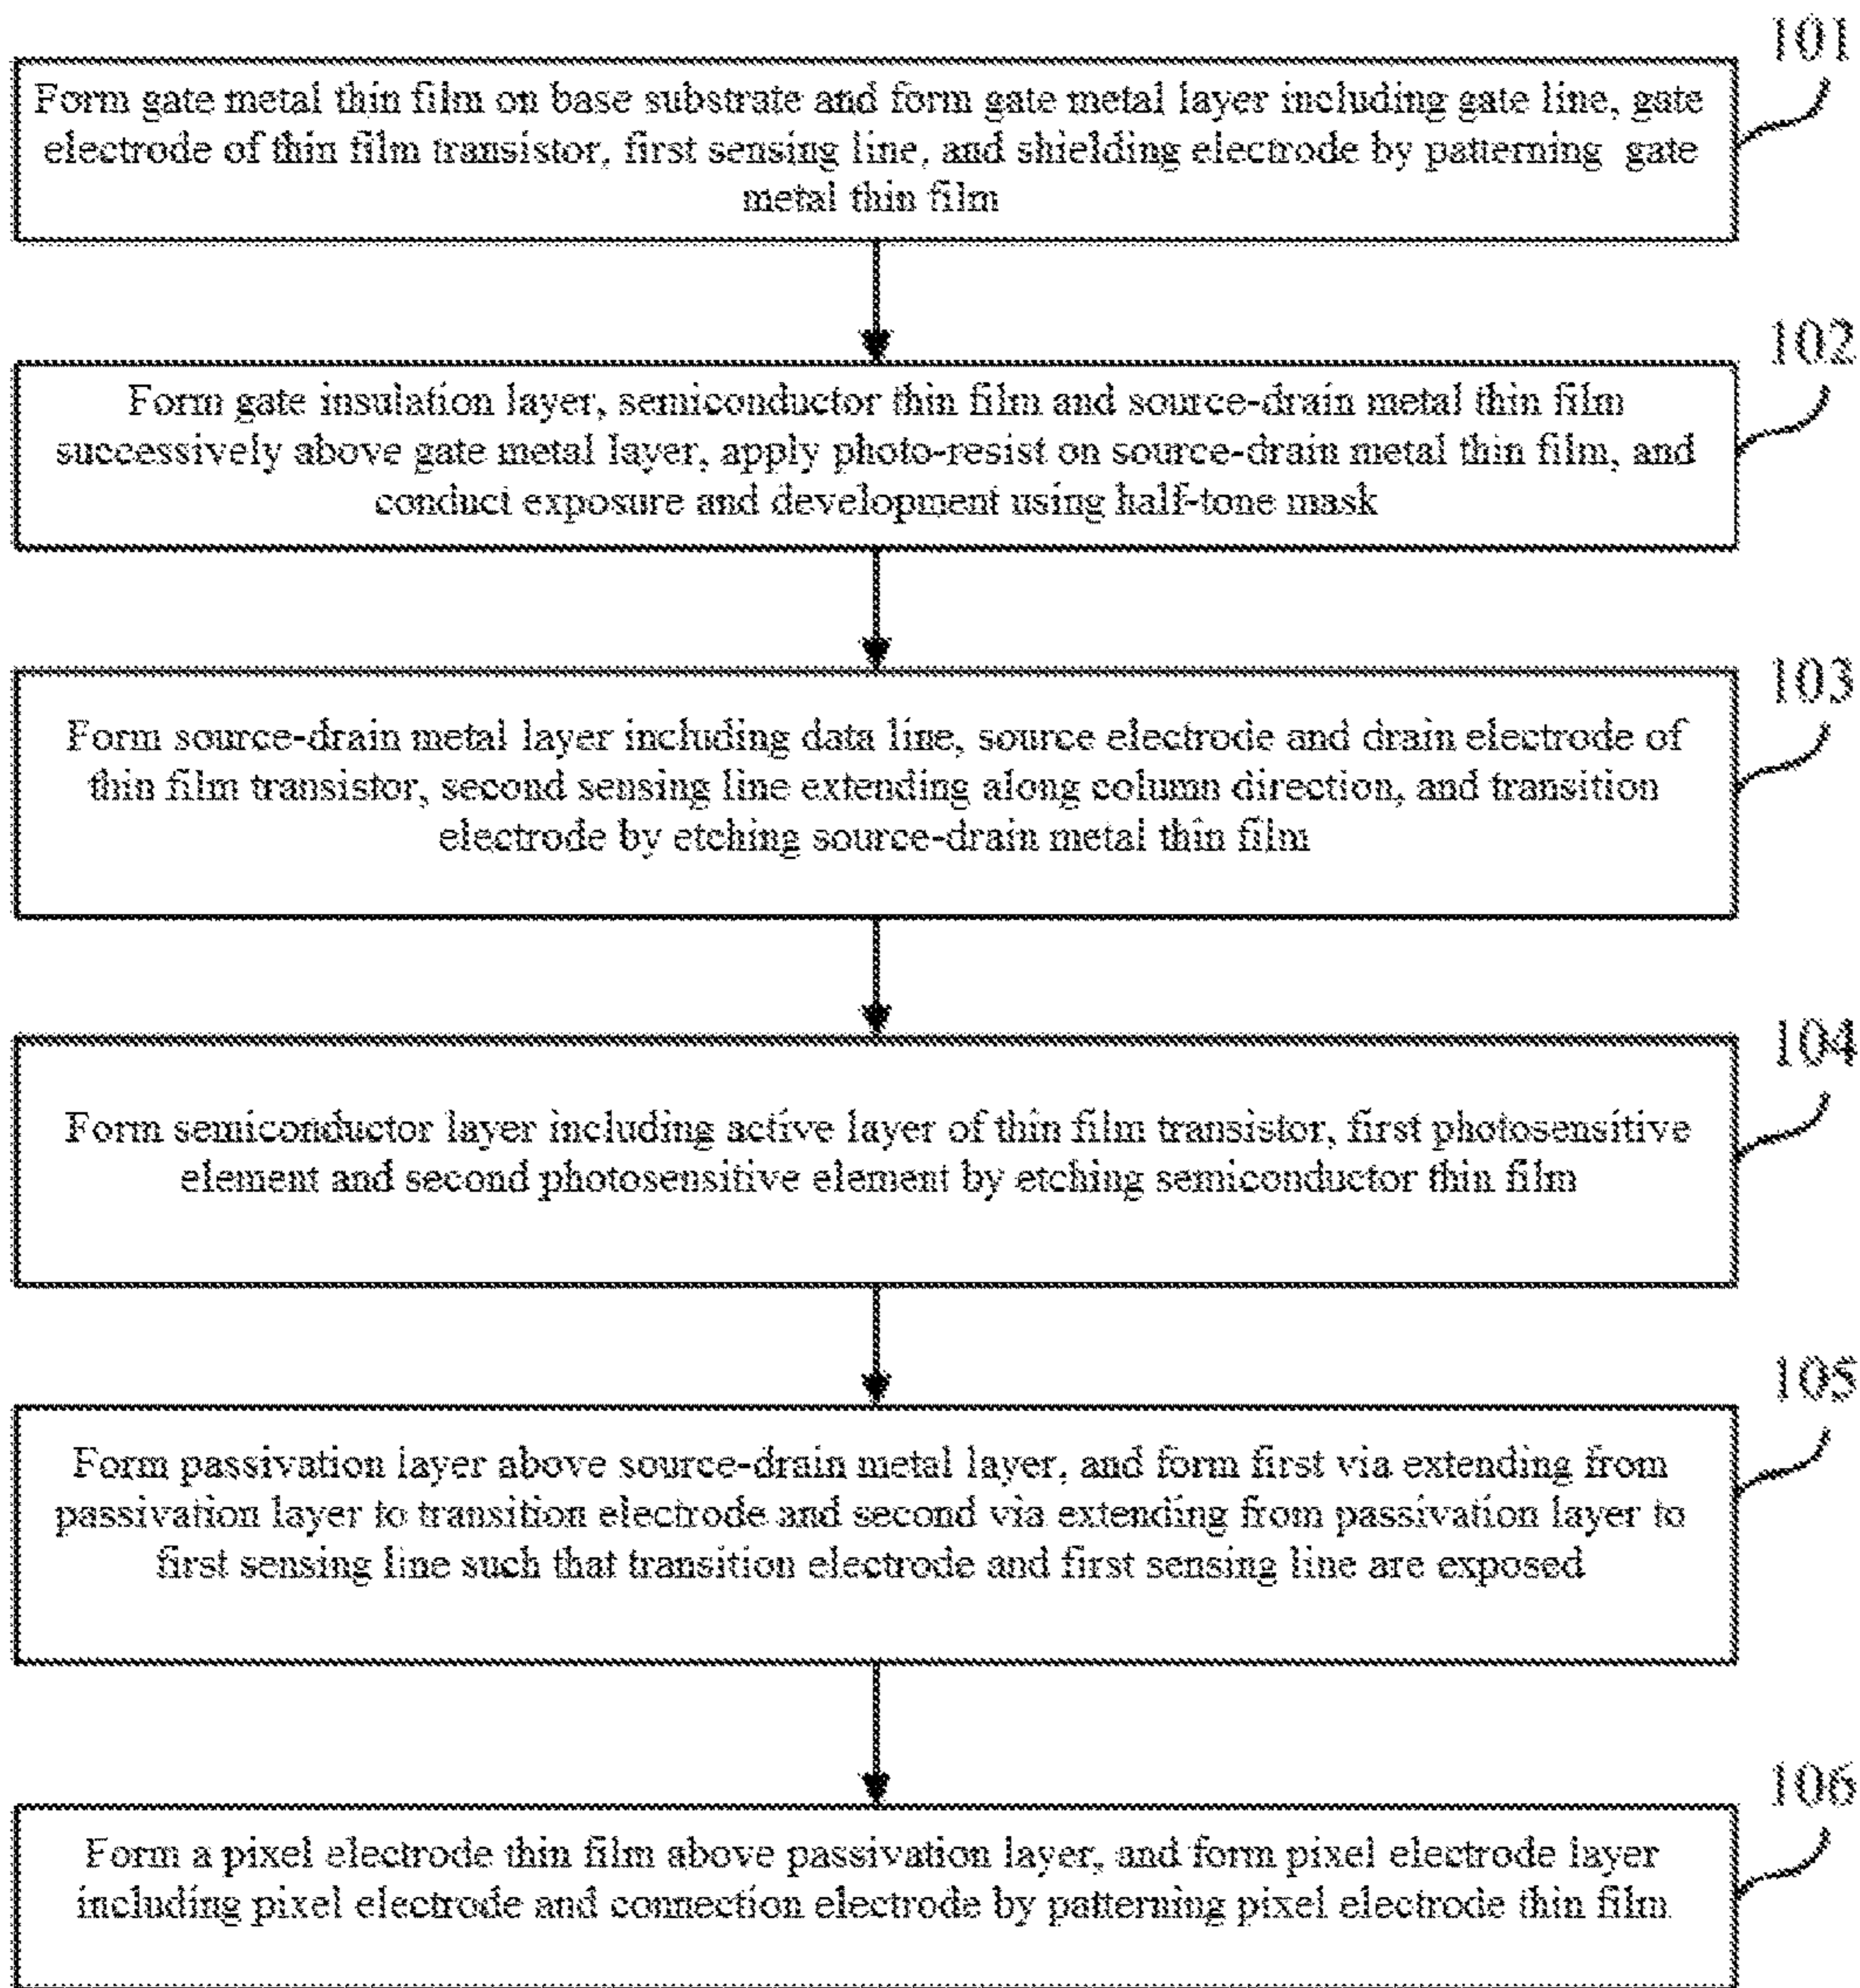 101
Form gate metal thin film on base substrate and form gate metal layer including gate line, gate
electrode of thin film transistor, first sensing line, and shielding electrode by patterning gate
metal thin film
102
Form gate insulation layer, semiconductor thin film and source-drain metal thin film
successively above gate metal layer, apply photo-resist on source-drain metal thin film, and
conduct exposure and development using half-tone mask
103
Form source-drain metal layer including data line, source electrode and drain electrode of
thin film transistor, second sensing line extending along column direction, and transition
electrode by etching source-drain metal thin film
104
Form semiconductor layer including active layer of thin film transistor, first photosensitive
element and second photosensitive element by etching semiconductor thin film
105
Form passivation layer above source-drain metal layer, and form first via extending from
passivation layer to transition electrode and second via extending from passivation layer to
first sensing line such that transition electrode and first sensing line are exposed
106
Form a pixel electrode thin film above passivation layer, and form pixel electrode layer
including pixel electrode and connection electrode by patterning pixel electrode thin film.